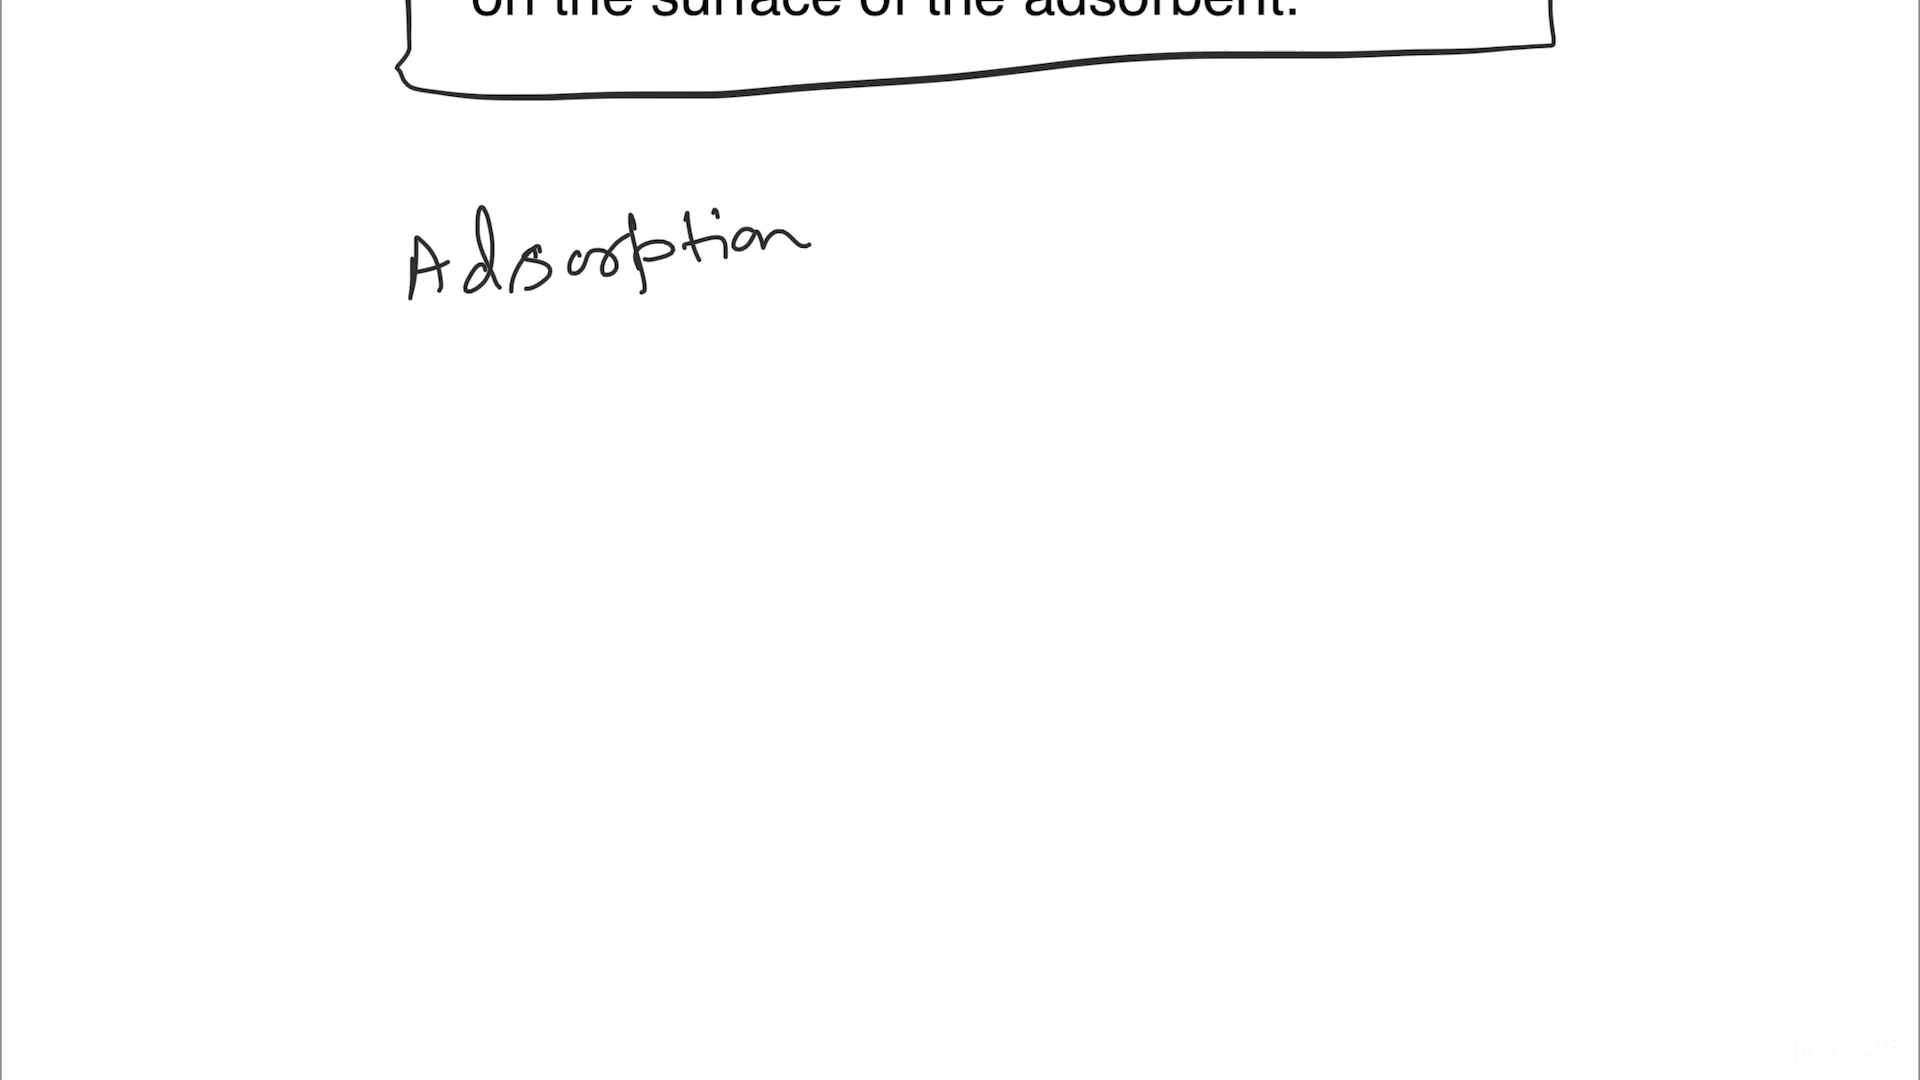 on the surface of the adsorbent.
Adsorption